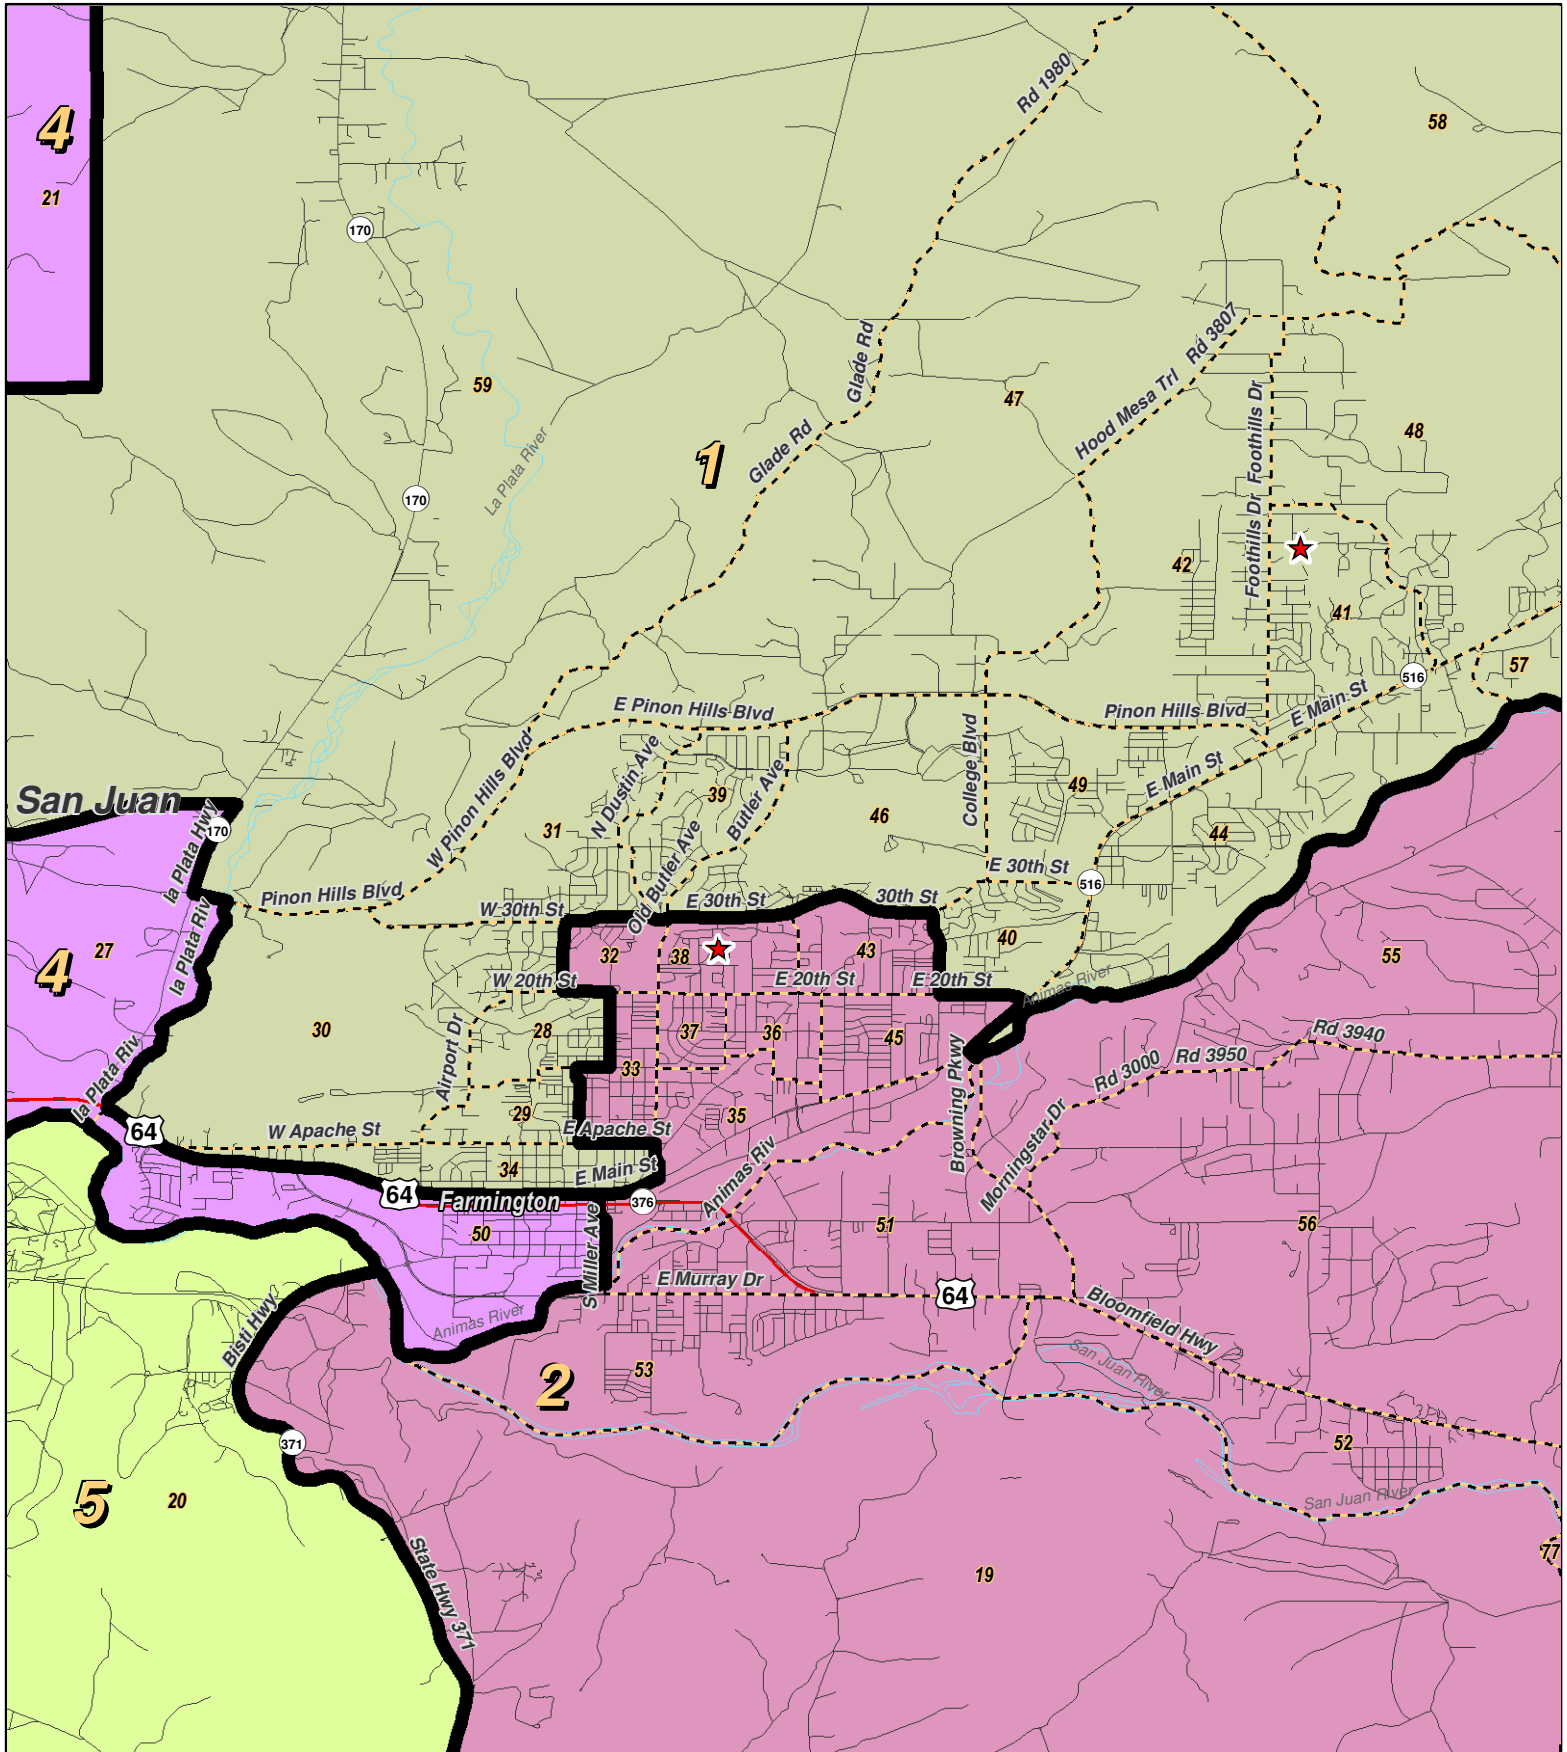 Rd 1980
58
4
21
170
Rd 3807
Glade Rd
59
47
Hood Mesa Trl
Foothills Dr
48
Glade Rd
1
La Plata River
170
Foothills Dr
42
41
57
516
E Main St
E Pinon Hills Blvd
Pinon Hills Blvd
College Blvd
W Pinon Hills Blvd
N Dustin Ave
39
Butler Ave
49
E Main St
San Juan
la Plata Hwy
170
31
46
44
Old Butler Ave
E 30th St
516
Pinon Hills Blvd
W 30th St
E 30th St
30th St
la Plata Riv
27
4
32
38
43
40
55
W 20th St
E 20th St
E 20th St
Animas River
30
Airport Dr
28
37
36
45
Rd 3940
Rd 3950
Rd 3000
la Plata Riv
33
Browning Pkwy
29
35
64
W Apache St
E Apache St
Morningstar Dr
34
E Main St
Animas Riv
64
Farmington
376
50
S Miller Ave
51
56
E Murray Dr
64
Bloomfield Hwy
Bisti Hwy
Animas River
San Juan River
2
53
371
52
5
20
San Juan River
State Hwy 371
19
77